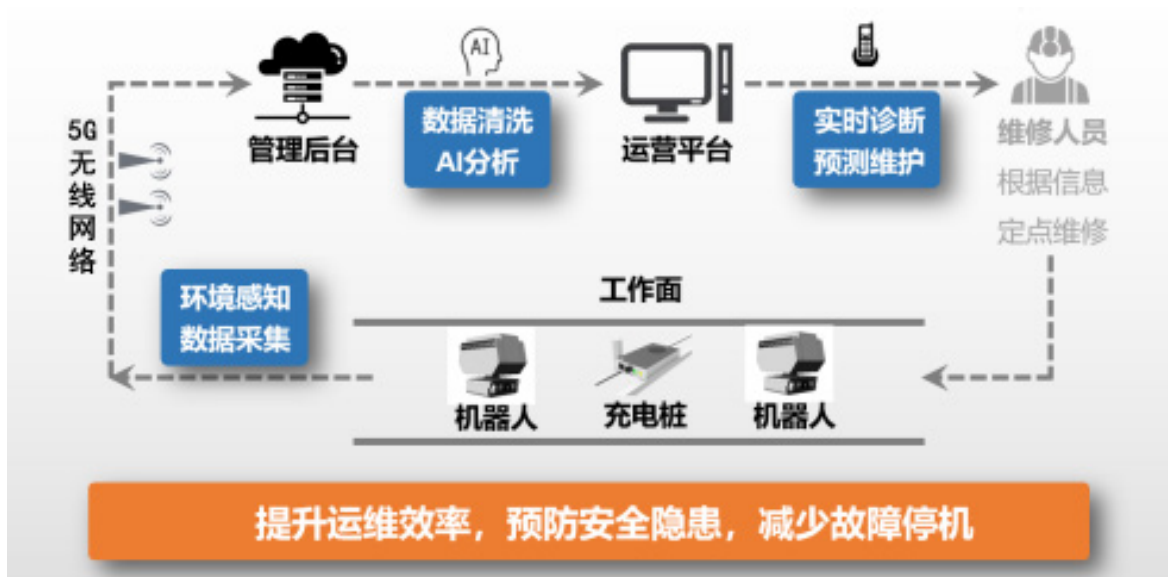 AI
管理后台
数据清洗
AI分析
运营平台
实时诊断
预测维护
维修人员
根据信息
定点维修
5G
无
线
网
络
环境感知
数据采集
工作面
机器人
充电桩
机器人
提升运维效率，预防安全隐患，减少故障停机